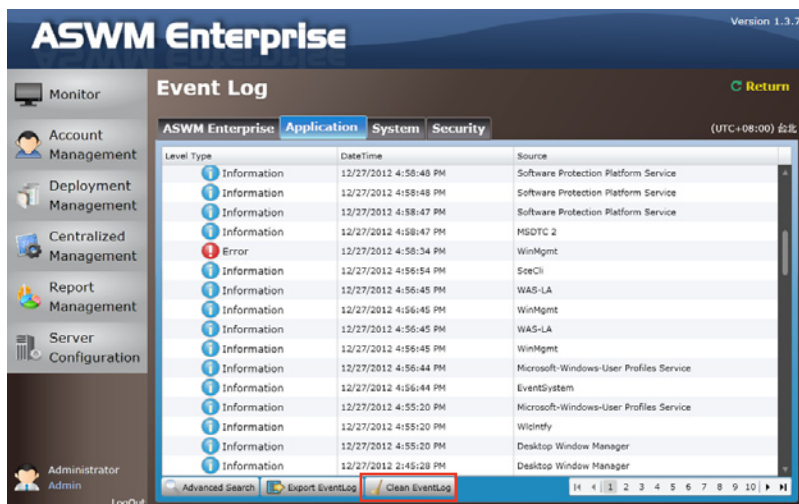 Version 1.3.7
ASWM Enterprise
Monitor
Account
Management
Deployment
Management
Centralized
Management
Report
Management
Server
Configuration
Administrator
Admin
LogOut
Event Log
Return
ASWM Enterprise Application System Security
(UTC+08:00) 台北
Level Type DateTime Source
Information 12/27/2012 4:58:48 PM Software Protection Platform Service
Information 12/27/2012 4:58:48 PM Software Protection Platform Service
Information 12/27/2012 4:58:47 PM Software Protection Platform Service
Information 12/27/2012 4:58:47 PM MSDTC 2
Error 12/27/2012 4:58:34 PM WinMgmt
Information 12/27/2012 4:56:54 PM SceCli
Information 12/27/2012 4:56:45 PM WAS-LA
Information 12/27/2012 4:56:45 PM WinMgmt
Information 12/27/2012 4:56:45 PM WAS-LA
Information 12/27/2012 4:56:45 PM WinMgmt
Information 12/27/2012 4:56:44 PM Microsoft-Windows-User Profiles Service
Information 12/27/2012 4:56:44 PM EventSystem
Information 12/27/2012 4:55:20 PM Microsoft-Windows-User Profiles Service
Information 12/27/2012 4:55:20 PM Wlclntfy
Information 12/27/2012 4:55:20 PM Desktop Window Manager
Information 12/27/2012 2:45:28 PM Desktop Window Manager
Advanced Search Export EventLog Clean EventLog 1 2 3 4 5 6 7 8 9 10